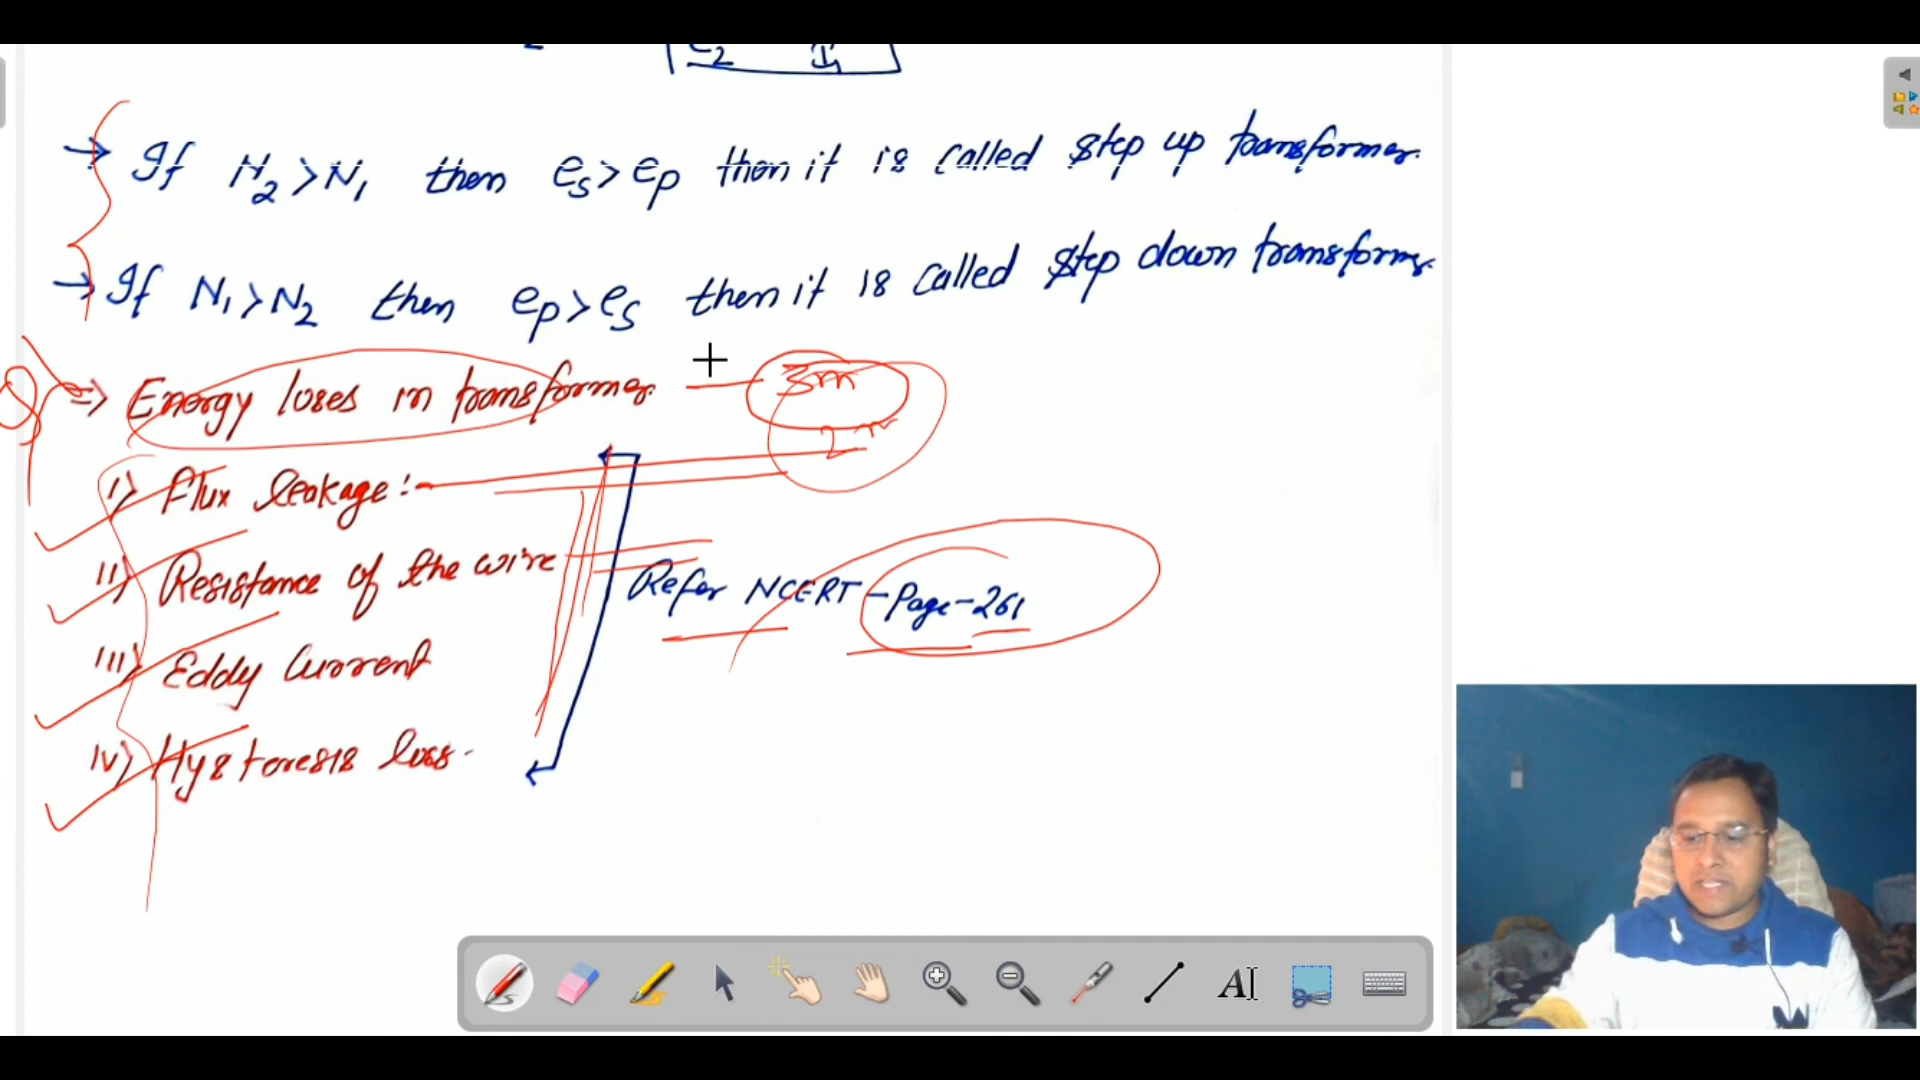 → If N₂>N₁ then es>ep then it is called step up transformer.
→ If N₁>N₂ then ep>es then it is called step down transforms.
⇒ Energy loses in transformer. — 3m
2m
i) Flux leakage:-
ii) Resistance of the wire
Refer NCERT -Page-261
iii) Eddy Current
iv) Hysteresis loss.
AI